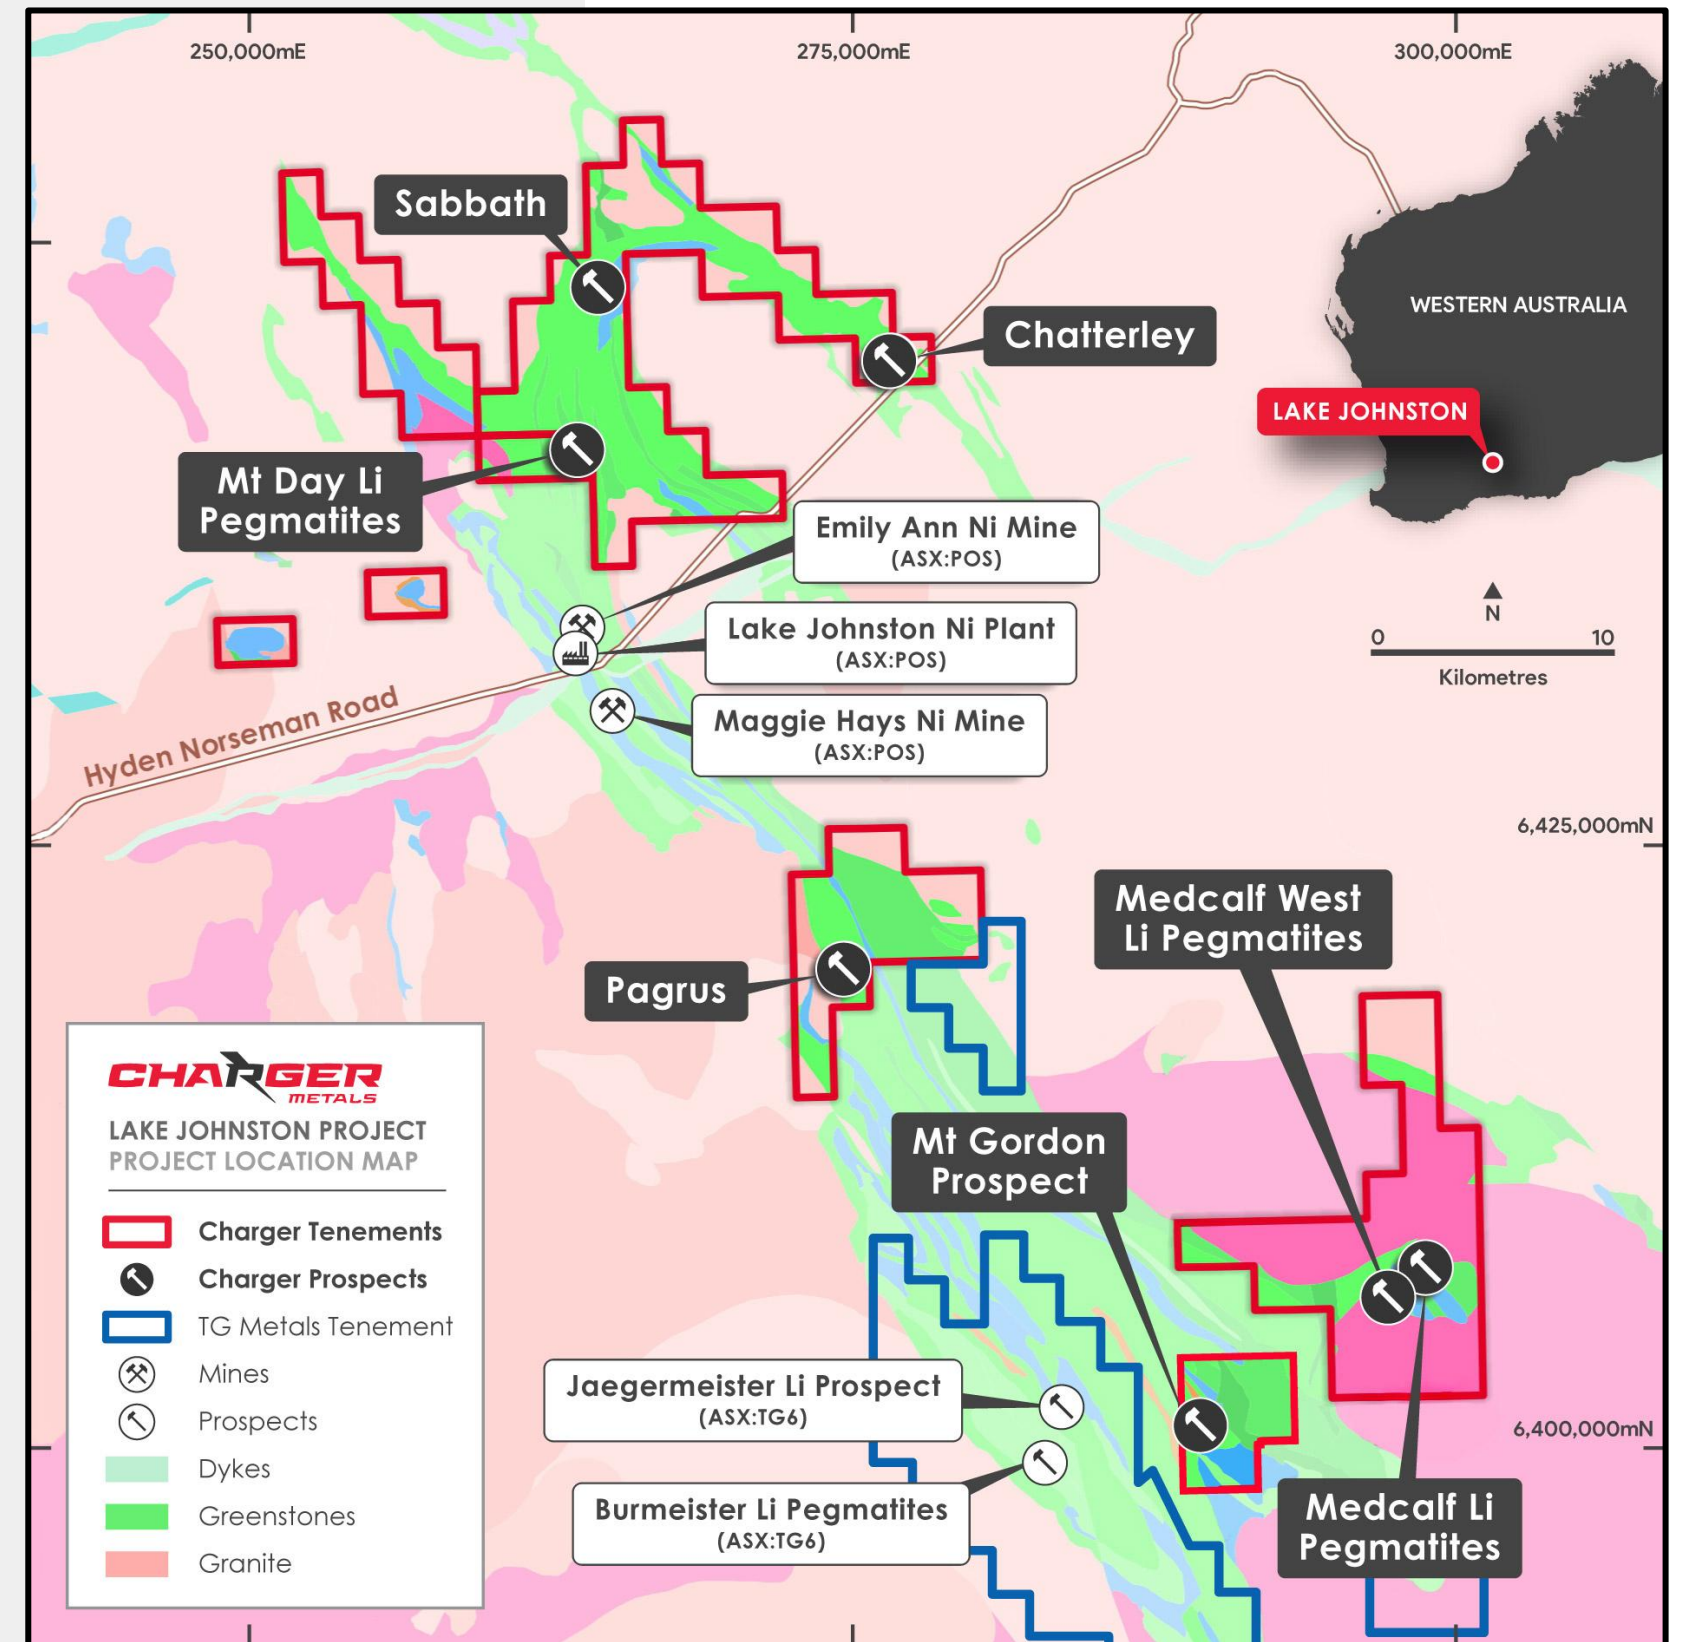 250,000mE
275,000mE
300,000mE
Sabbath
Chatterley
WESTERN AUSTRALIA
LAKE JOHNSTON
Mt Day Li
Pegmatites
Emily Ann Ni Mine
(ASX:POS)
N
0 10
Kilometres
Lake Johnston Ni Plant
(ASX:POS)
Maggie Hays Ni Mine
(ASX:POS)
Hyden Norseman Road
6,425,000mN
Medcalf West
Li Pegmatites
Pagrus
Mt Gordon
Prospect
Jaegermeister Li Prospect
(ASX:TG6)
6,400,000mN
Burmeister Li Pegmatites
(ASX:TG6)
Medcalf Li
Pegmatites
CHARGER
METALS
LAKE JOHNSTON PROJECT
PROJECT LOCATION MAP
Charger Tenements
Charger Prospects
TG Metals Tenement
Mines
Prospects
Dykes
Greenstones
Granite